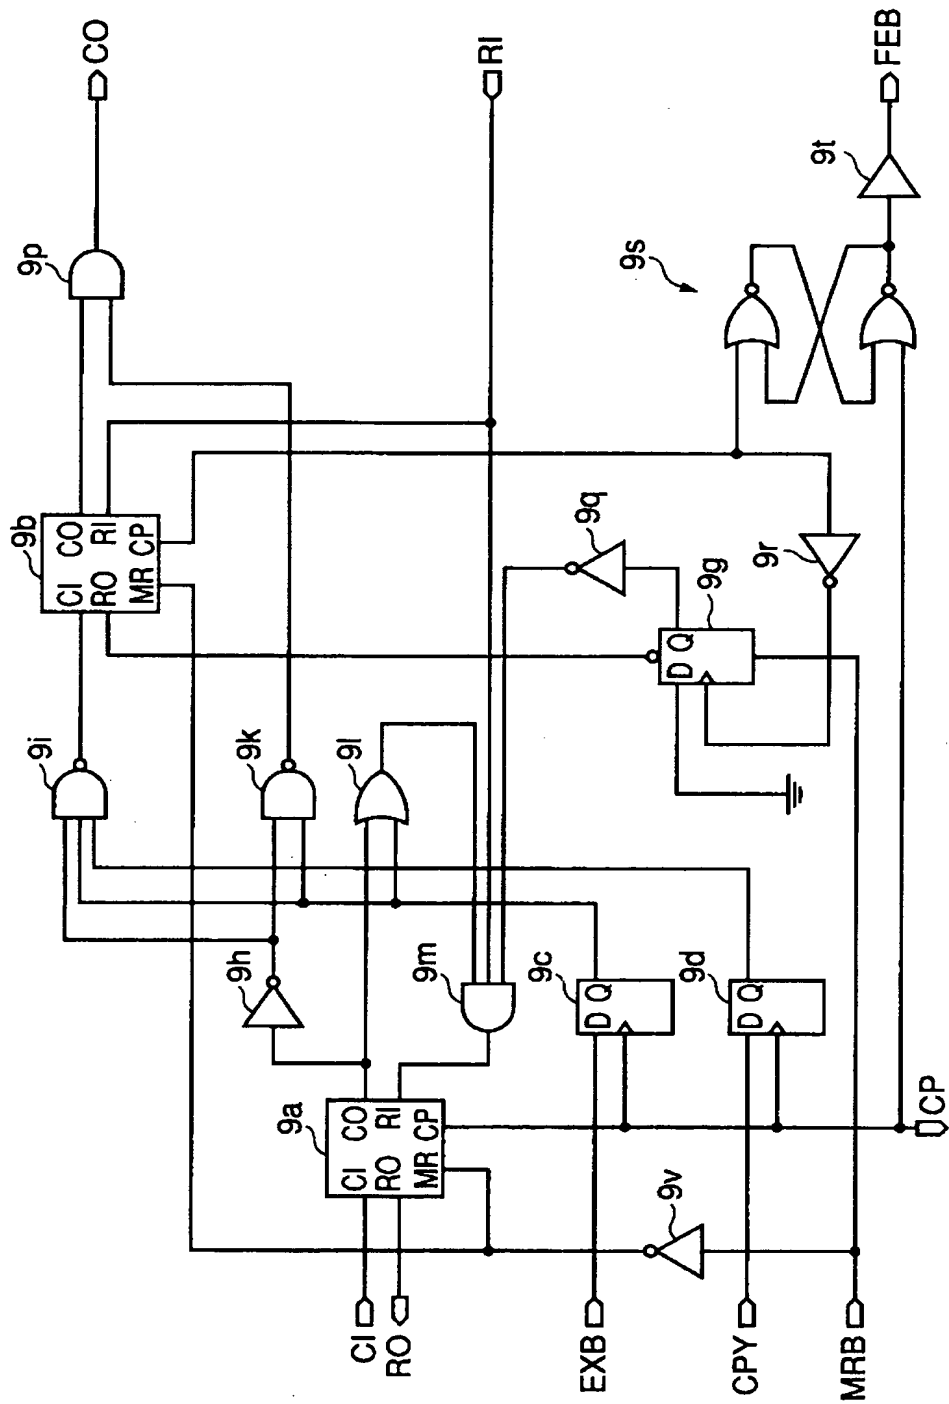 9p
9b
9i
CO
CI CO
RO RI
MR CP
9h
9k
9a
9l
CI
CI CO
RO
RO RI
MR CP
9m
RI
9c
EXB
D Q
9q
9s
9v
D Q
9d
9g
CPY
D Q
9r
9t
MRB
FEB
CP